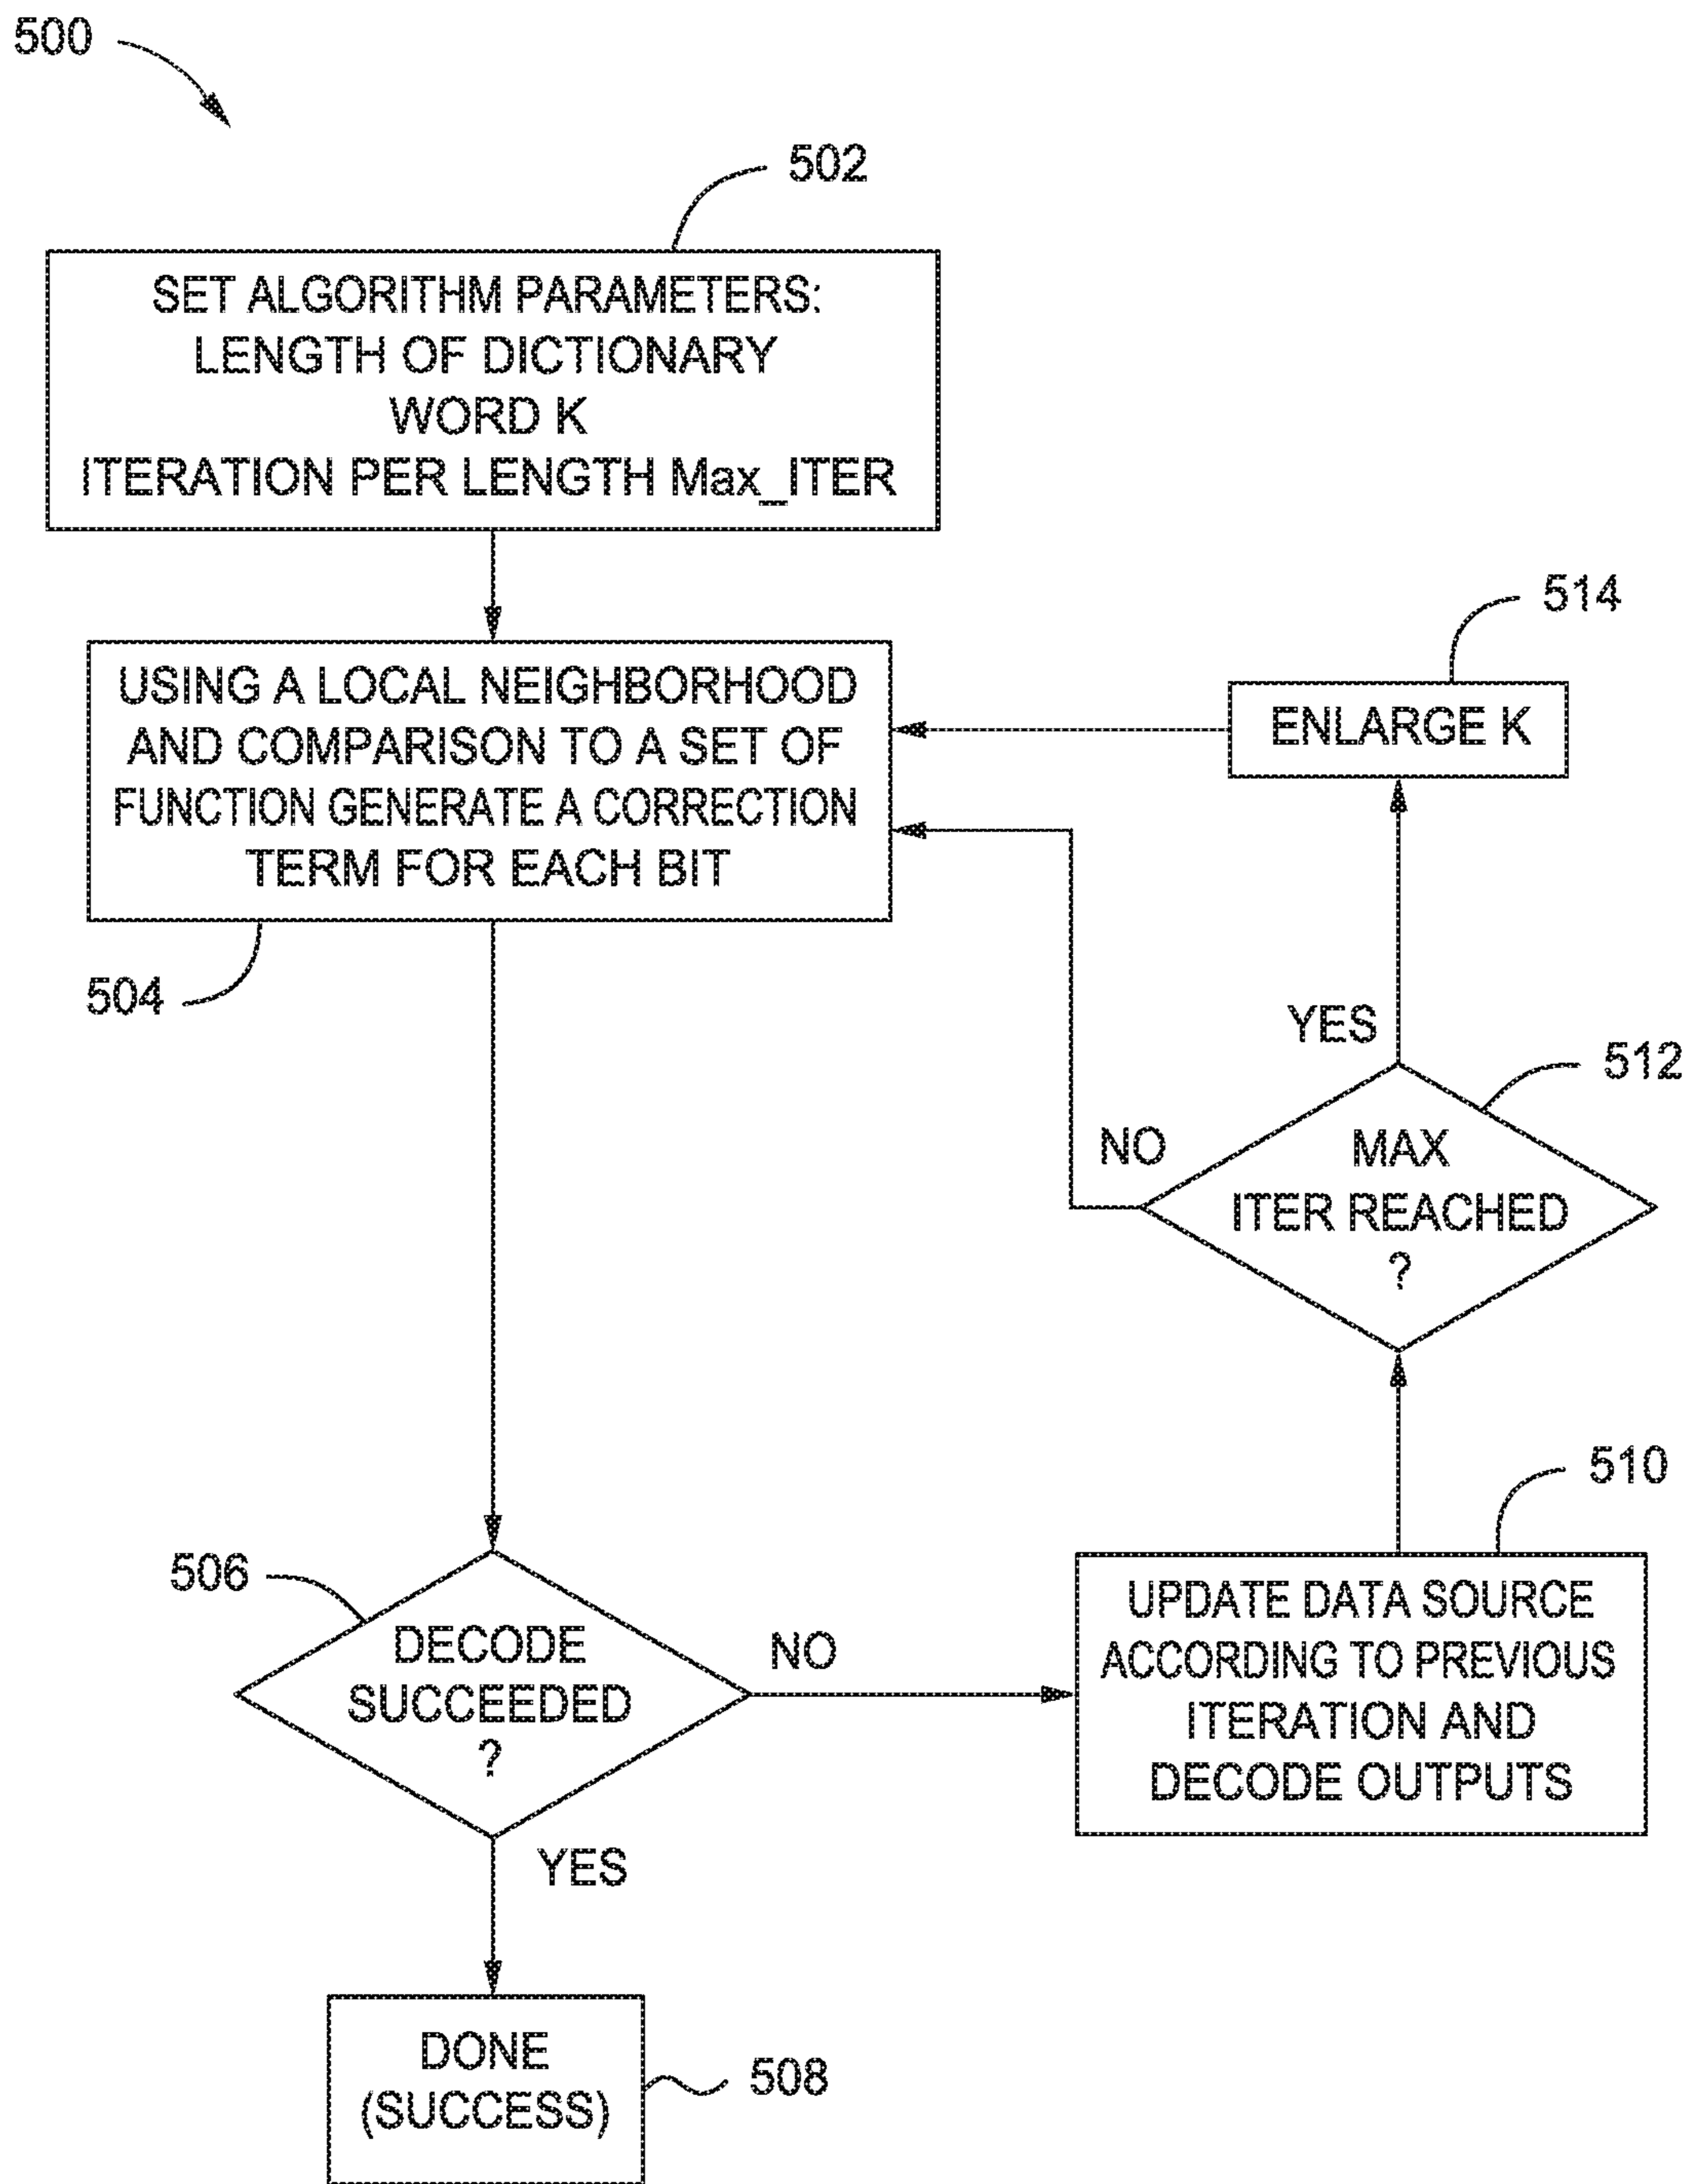 500
502
SET ALGORITHM PARAMETERS:
LENGTH OF DICTIONARY
WORD K
ITERATION PER LENGTH Max_ITER
514
ENLARGE K
USING A LOCAL NEIGHBORHOOD
AND COMPARISON TO A SET OF
FUNCTION GENERATE A CORRECTION
TERM FOR EACH BIT
504
YES
512
NO
MAX
ITER REACHED
?
510
UPDATE DATA SOURCE
ACCORDING TO PREVIOUS
ITERATION AND
DECODE OUTPUTS
506
DECODE
SUCCEEDED
?
NO
YES
DONE
(SUCCESS)
508